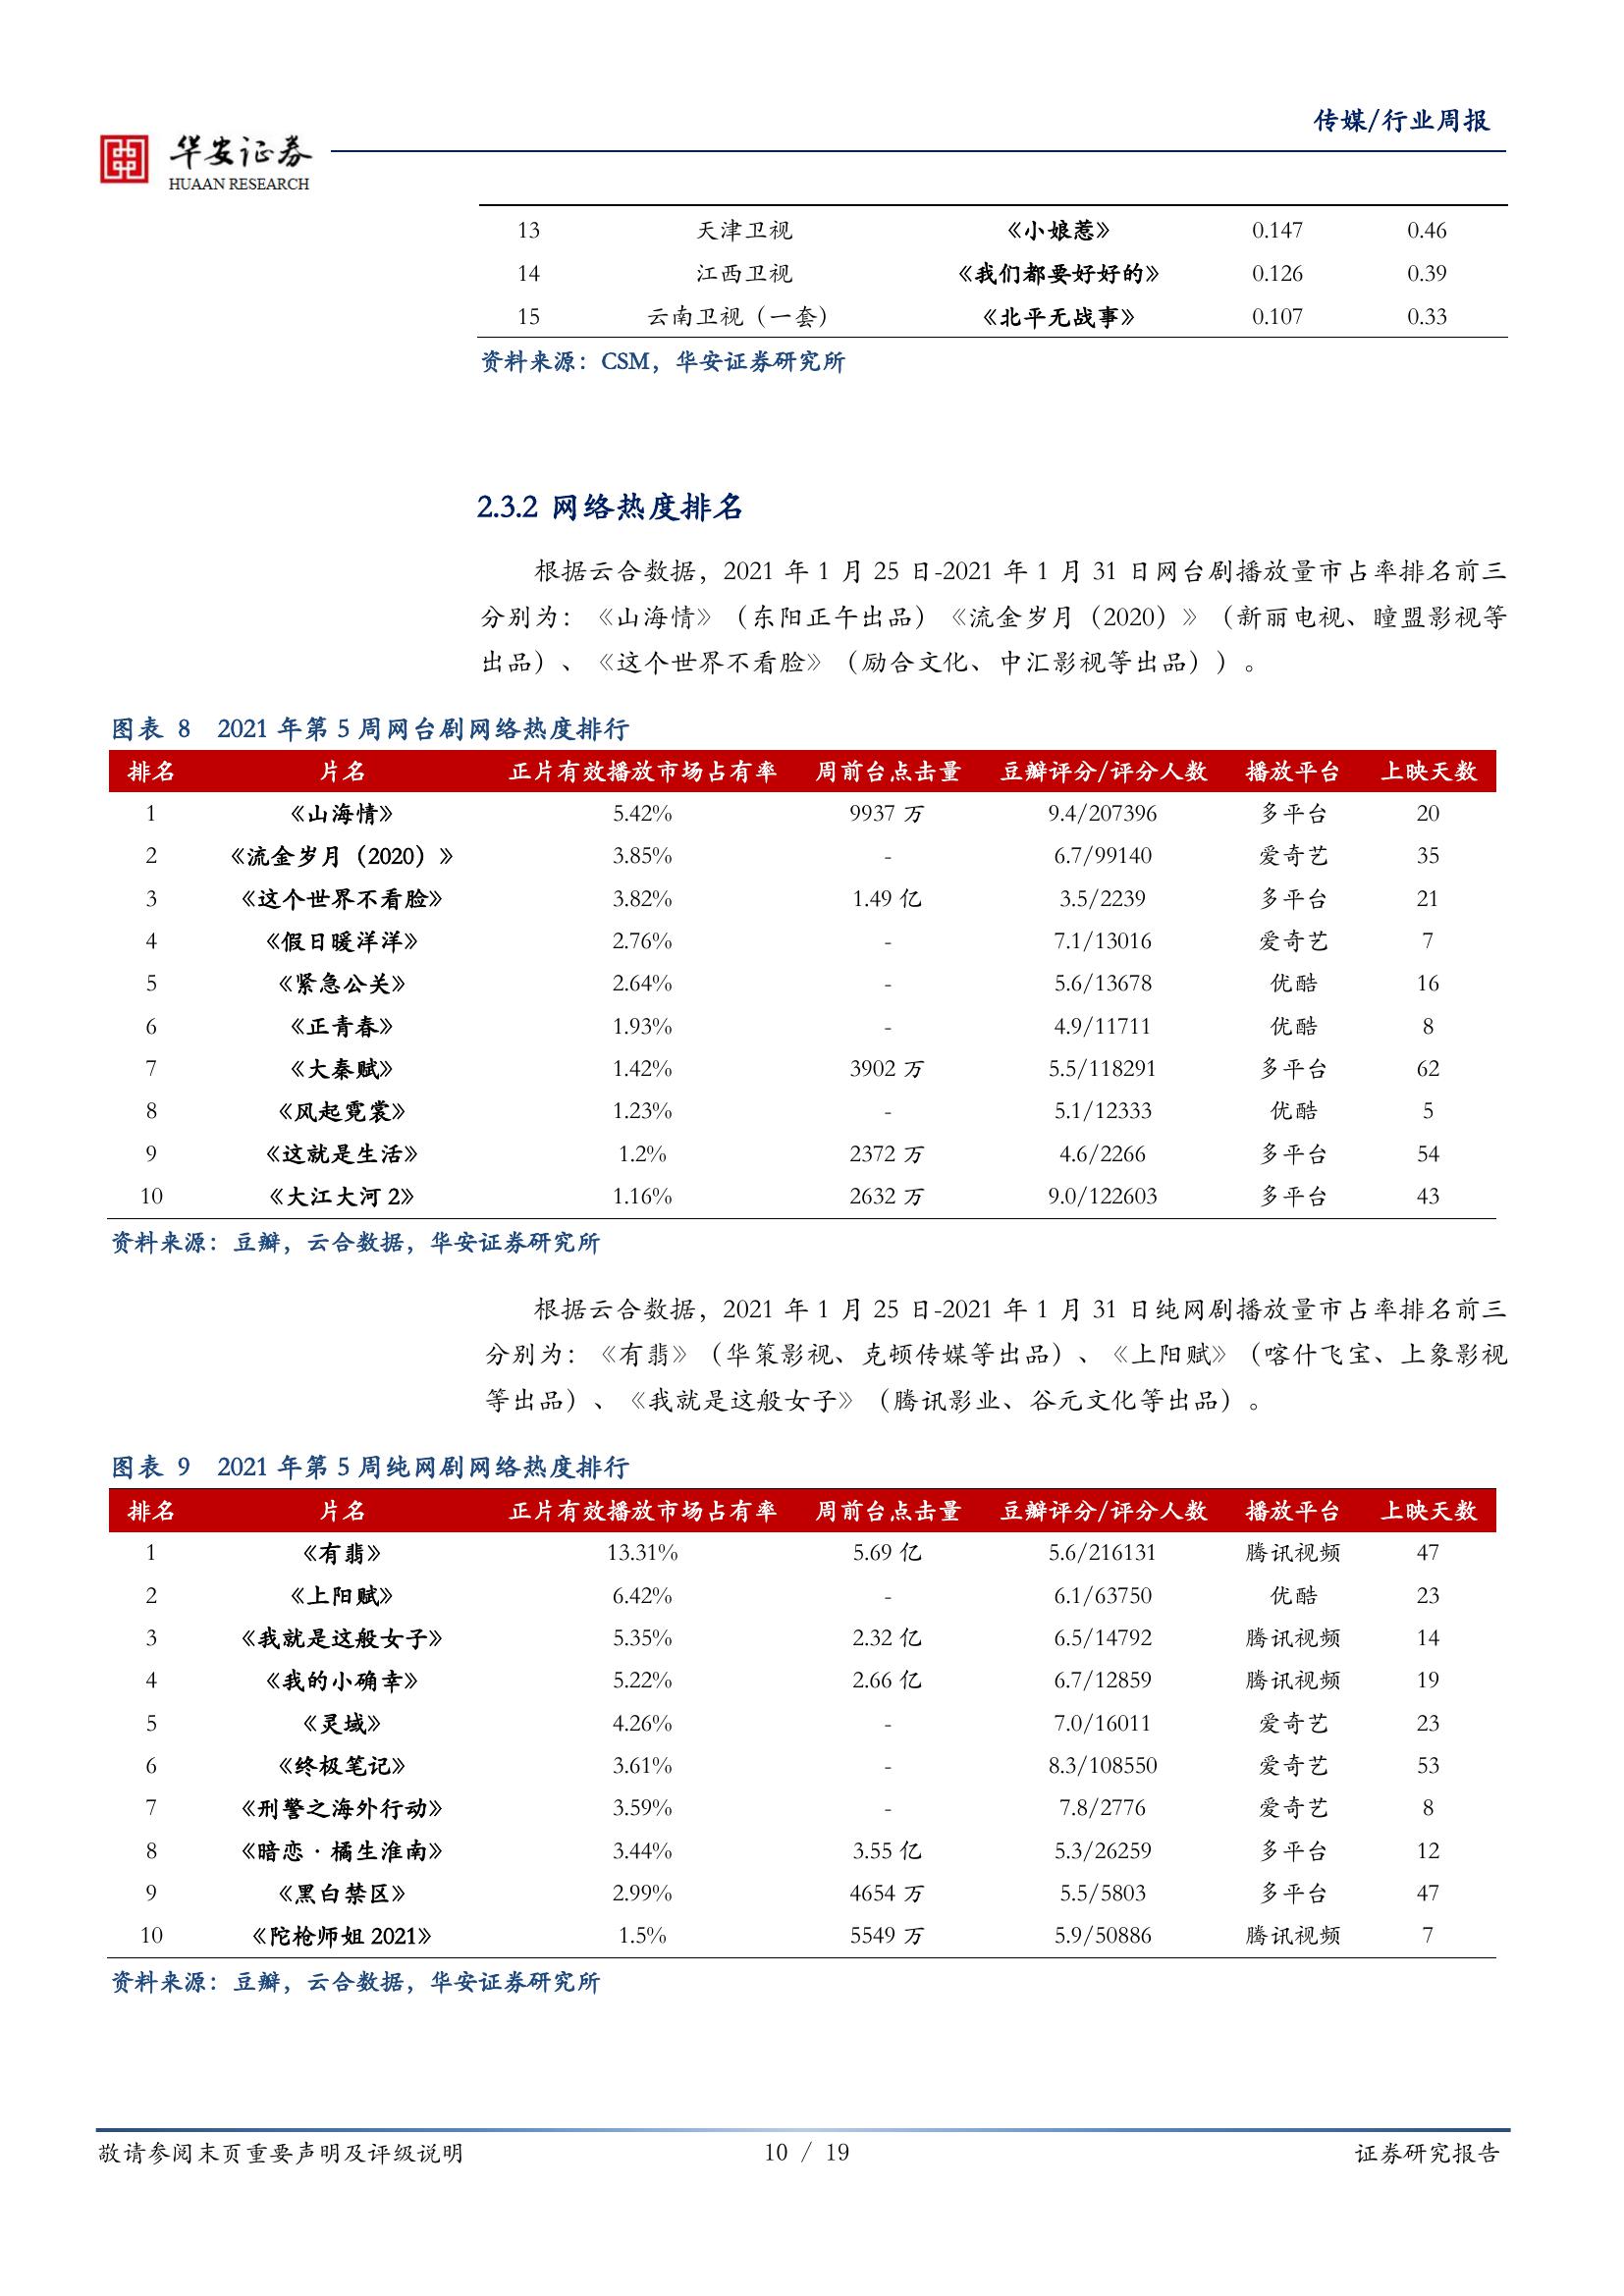 传媒/行业周报
华安证券
HUAAN RESEARCH
13 天津卫视 《小娘惹》 0.147 0.46
14 江西卫视 《我们都要好好的》 0.126 0.39
15 云南卫视（一套） 《北平无战事》 0.107 0.33
资料来源：CSM，华安证券研究所
2.3.2 网络热度排名
根据云合数据，2021 年 1 月 25 日-2021 年 1 月 31 日网台剧播放量市占率排名前三
分别为：《山海情》（东阳正午出品）《流金岁月（2020）》（新丽电视、瞳盟影视等
出品）、《这个世界不看脸》（励合文化、中汇影视等出品））。
图表 8 2021 年第 5 周网台剧网络热度排行
排名 片名 正片有效播放市场占有率 周前台点击量 豆瓣评分/评分人数 播放平台 上映天数
1 《山海情》 5.42% 9937 万 9.4/207396 多平台 20
2 《流金岁月（2020）》 3.85% - 6.7/99140 爱奇艺 35
3 《这个世界不看脸》 3.82% 1.49 亿 3.5/2239 多平台 21
4 《假日暖洋洋》 2.76% - 7.1/13016 爱奇艺 7
5 《紧急公关》 2.64% - 5.6/13678 优酷 16
6 《正青春》 1.93% - 4.9/11711 优酷 8
7 《大秦赋》 1.42% 3902 万 5.5/118291 多平台 62
8 《风起霓裳》 1.23% - 5.1/12333 优酷 5
9 《这就是生活》 1.2% 2372 万 4.6/2266 多平台 54
10 《大江大河 2》 1.16% 2632 万 9.0/122603 多平台 43
资料来源：豆瓣，云合数据，华安证券研究所
根据云合数据，2021 年 1 月 25 日-2021 年 1 月 31 日纯网剧播放量市占率排名前三
分别为：《有翡》（华策影视、克顿传媒等出品）、《上阳赋》（喀什飞宝、上象影视
等出品）、《我就是这般女子》（腾讯影业、谷元文化等出品）。
图表 9 2021 年第 5 周纯网剧网络热度排行
排名 片名 正片有效播放市场占有率 周前台点击量 豆瓣评分/评分人数 播放平台 上映天数
1 《有翡》 13.31% 5.69 亿 5.6/216131 腾讯视频 47
2 《上阳赋》 6.42% - 6.1/63750 优酷 23
3 《我就是这般女子》 5.35% 2.32 亿 6.5/14792 腾讯视频 14
4 《我的小确幸》 5.22% 2.66 亿 6.7/12859 腾讯视频 19
5 《灵域》 4.26% - 7.0/16011 爱奇艺 23
6 《终极笔记》 3.61% - 8.3/108550 爱奇艺 53
7 《刑警之海外行动》 3.59% - 7.8/2776 爱奇艺 8
8 《暗恋·橘生淮南》 3.44% 3.55 亿 5.3/26259 多平台 12
9 《黑白禁区》 2.99% 4654 万 5.5/5803 多平台 47
10 《陀枪师姐 2021》 1.5% 5549 万 5.9/50886 腾讯视频 7
资料来源：豆瓣，云合数据，华安证券研究所
敬请参阅末页重要声明及评级说明 10 / 19 证券研究报告